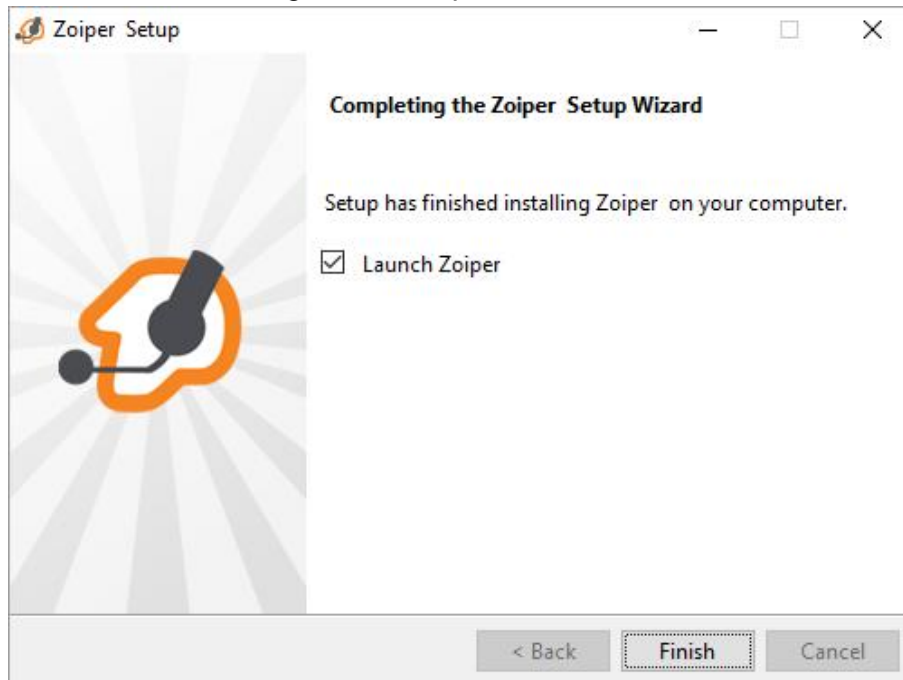 Zoiper Setup
Completing the Zoiper Setup Wizard
Setup has finished installing Zoiper on your computer.
Launch Zoiper
< Back
Finish
Cancel